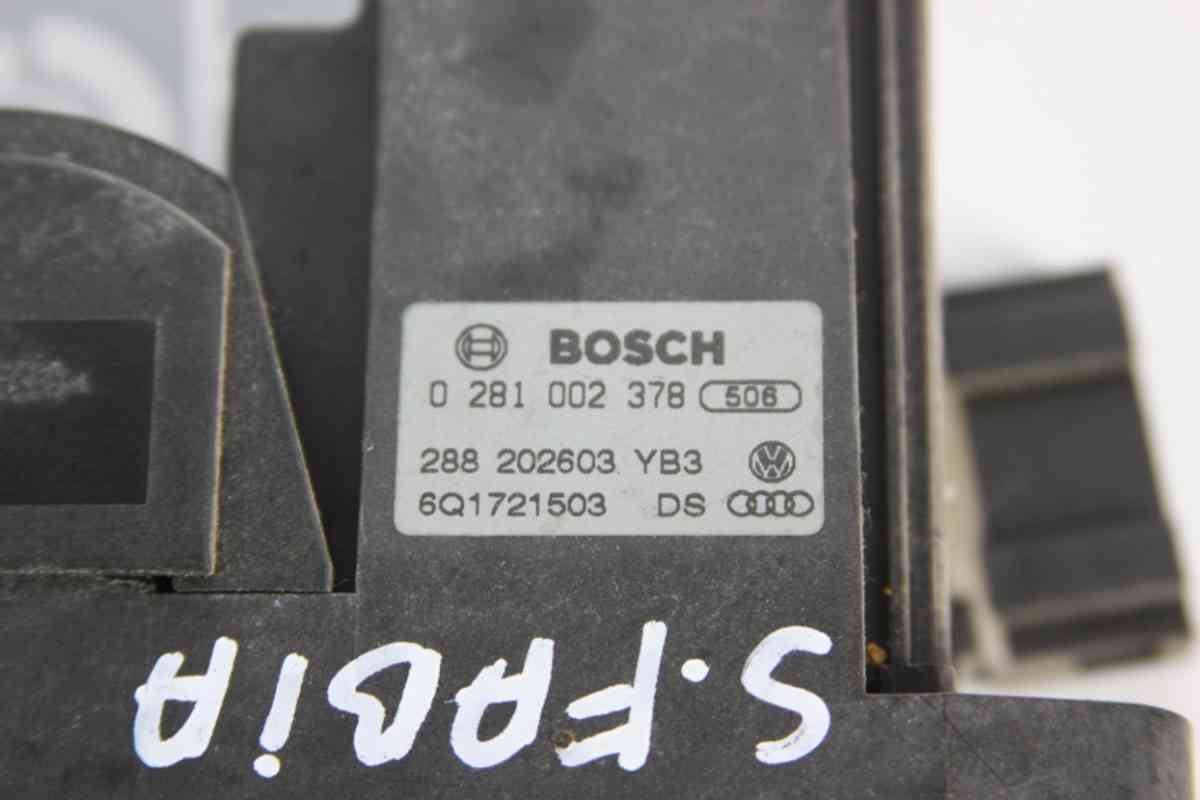 BOSCH
0 281 002 378 506
288 202603 YB3
6Q1721503 DS
S.FABiA